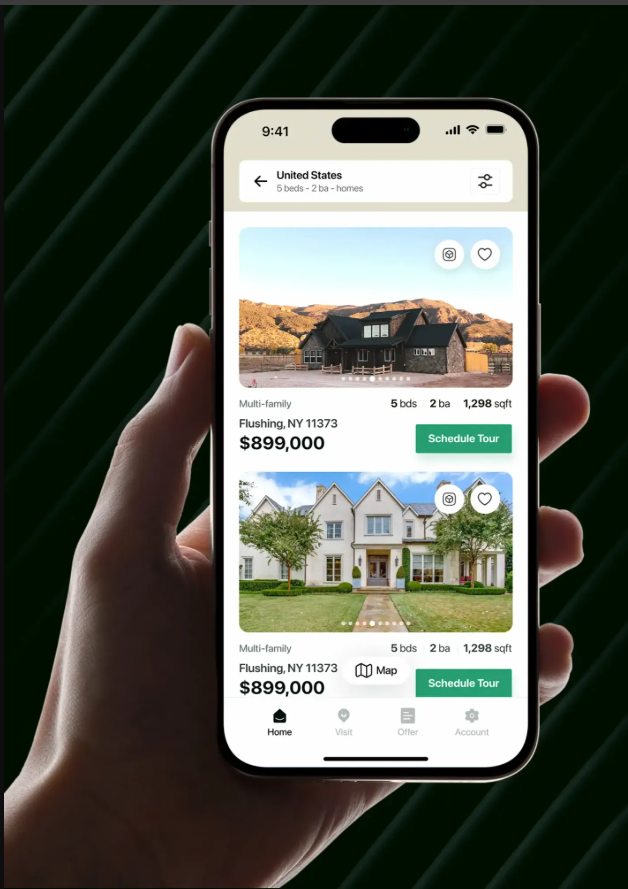 9:41
United States
5 beds - 2 ba - homes
Multi-family 5 bds 2 ba 1,298 sqft
Flushing, NY 11373
$899,000
Schedule Tour
Multi-family 5 bds 2 ba 1,298 sqft
Flushing, NY 11373
$899,000
Map
Schedule Tour
Home Visit Offer Account